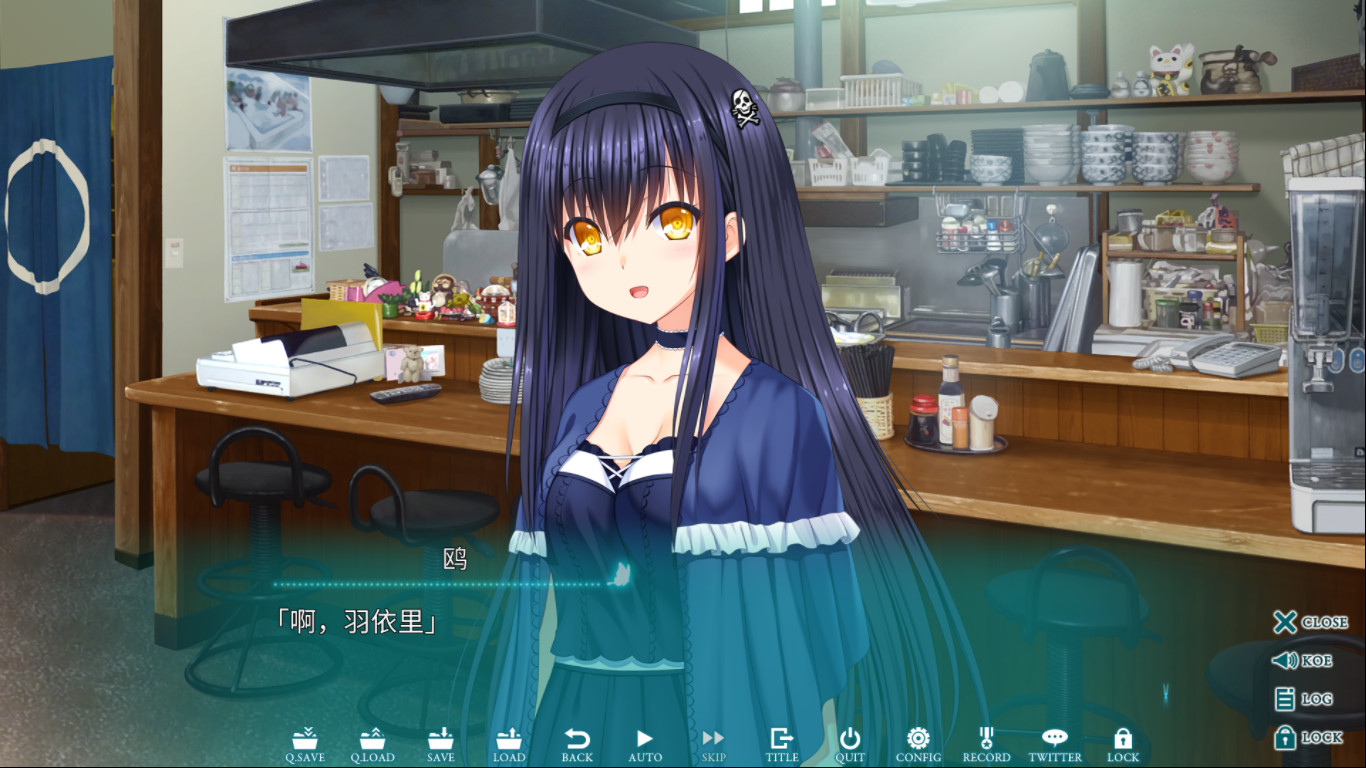 鸥
「啊，羽依里」
CLOSE
KOE
LOG
LOCK
Q.SAVE Q.LOAD SAVE LOAD BACK AUTO SKIP TITLE QUIT CONFIG RECORD TWITTER LOCK